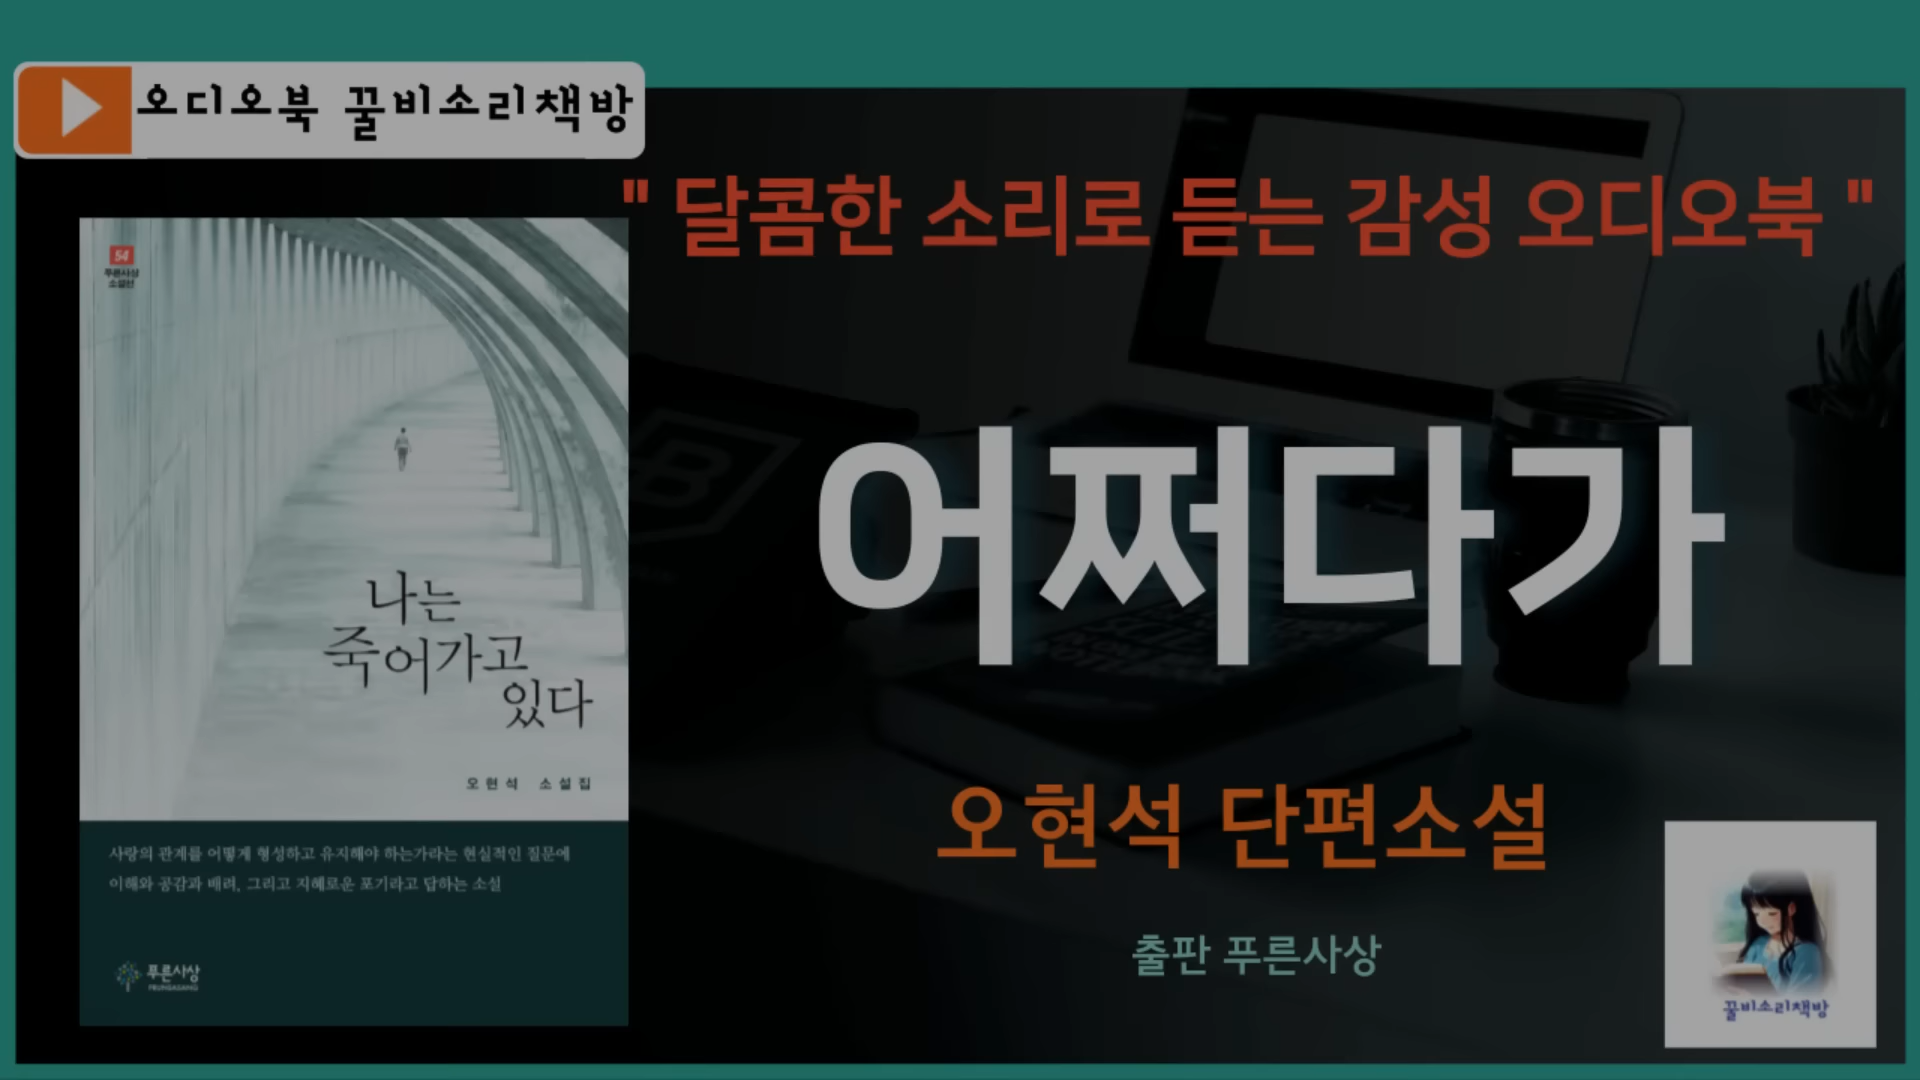 오디오북 꿀비소리책방
" 달콤한 소리로 듣는 감성 오디오북 "
54
푸른사상
소설선
나는
죽어가고
있다
오현석 소설집
사랑의 관계를 어떻게 형성하고 유지해야 하는가라는 현실적인 질문에
이해와 공감과 배려, 그리고 지혜로운 포기라고 답하는 소설
푸른사상
PRUNSASANG
어쩌다가
오현석 단편소설
출판 푸른사상
꿀비소리책방